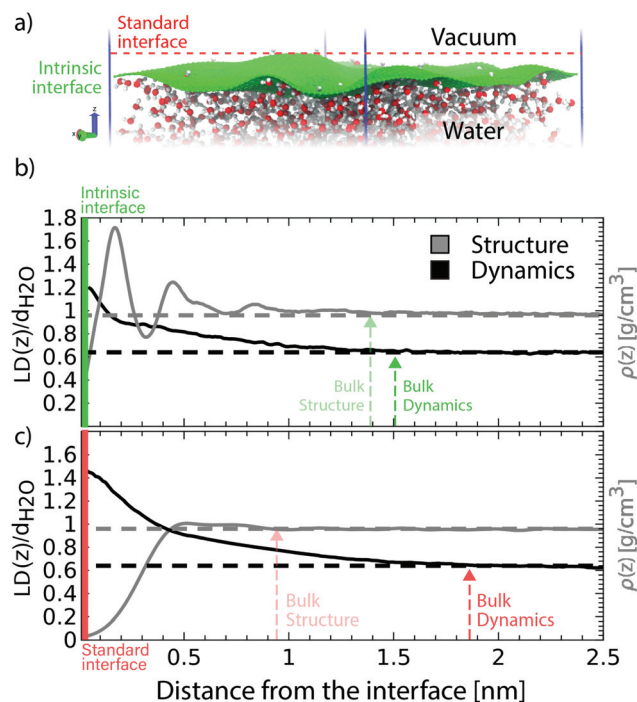 a)
Standard
interface
Vacuum
Intrinsic
interface
Water
z
x
b)
Intrinsic
interface
1.8
1.6
1.4
1.2
1
0.8
0.6
0.4
0.2
0
LD(z)/dH2O
Structure
Dynamics
Bulk
Structure
Bulk
Dynamics
ρ(z) [g/cm³]
c)
1.6
1.4
1.2
1
0.8
0.6
0.4
0.2
0
LD(z)/dH2O
Bulk
Structure
Bulk
Dynamics
ρ(z) [g/cm³]
Standard
interface
0.5 1 1.5 2 2.5
Distance from the interface [nm]